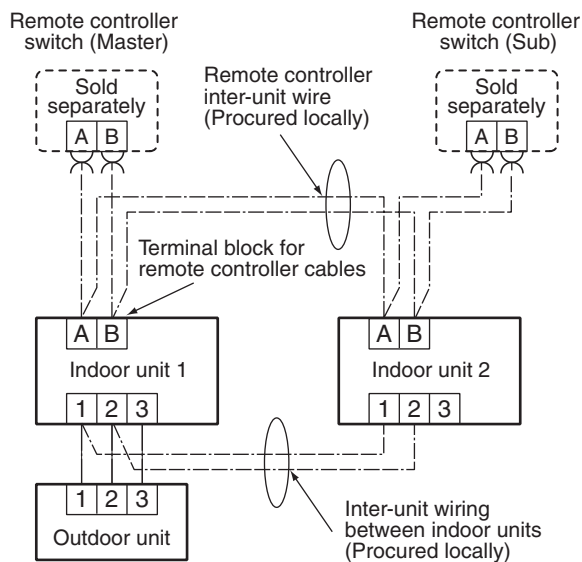 Remote controller
switch (Master)
Remote controller
switch (Sub)
Sold
separately
A B
Remote controller
inter-unit wire
(Procured locally)
Sold
separately
A B
Terminal block for
remote controller cables
A B
Indoor unit 1
1 2 3
A B
Indoor unit 2
1 2 3
1 2 3
Outdoor unit
Inter-unit wiring
between indoor units
(Procured locally)